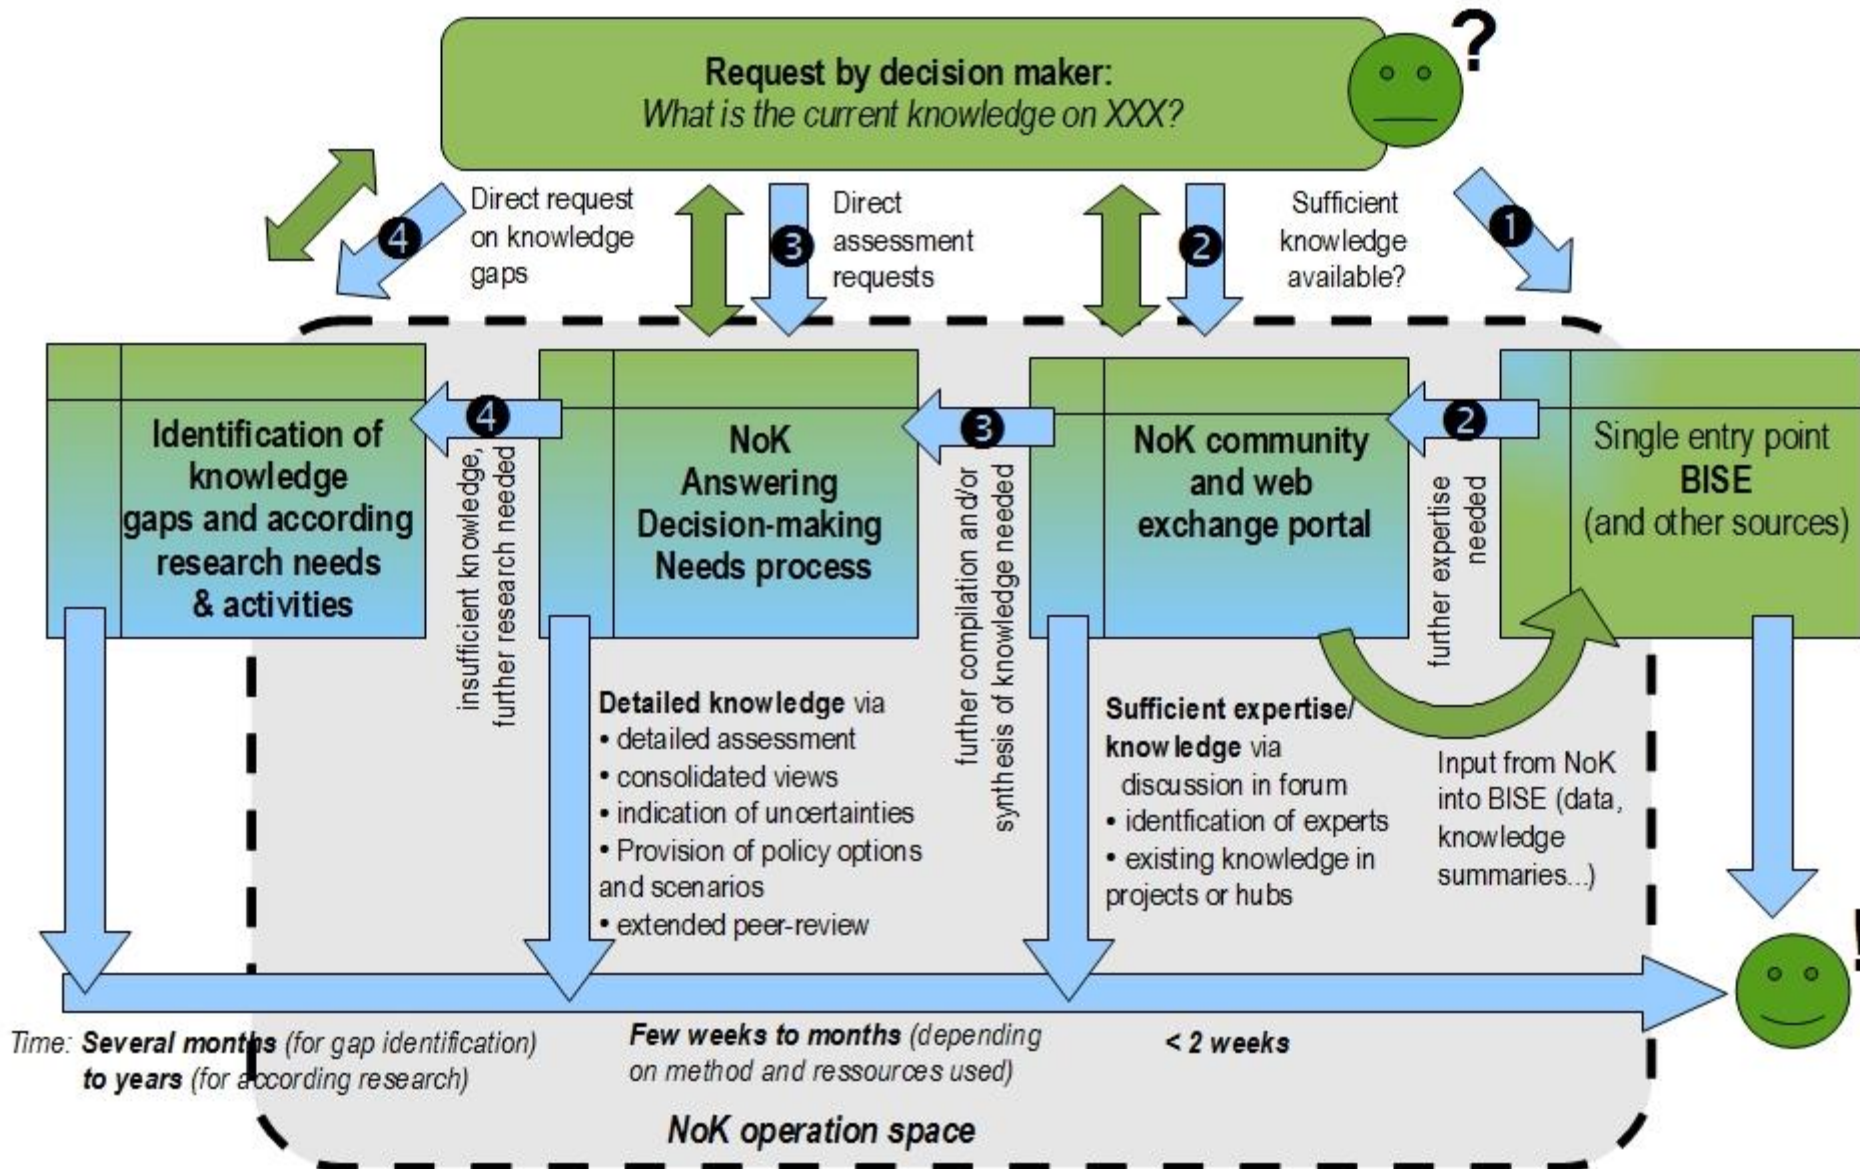 Request by decision maker:
What is the current knowledge on XXX?
?
4
Direct request
on knowledge
gaps
3
Direct
assessment
requests
2
Sufficient
knowledge
available?
1
Identification of
knowledge
gaps and according
research needs
& activities
4
insufficient knowledge,
further research needed
NoK
Answering
Decision-making
Needs process
3
further compilation and/or
synthesis of knowledge needed
NoK community
and web
exchange portal
2
further expertise
needed
Single entry point
BISE
(and other sources)
Detailed knowledge via
• detailed assessment
• consolidated views
• indication of uncertainties
• Provision of policy options
and scenarios
• extended peer-review
Sufficient expertise/
knowledge via
discussion in forum
• identfication of experts
• existing knowledge in
projects or hubs
Input from NoK
into BISE (data,
knowledge
summaries...)
!
Time: Several months (for gap identification)
to years (for according research)
Few weeks to months (depending
on method and ressources used)
< 2 weeks
NoK operation space